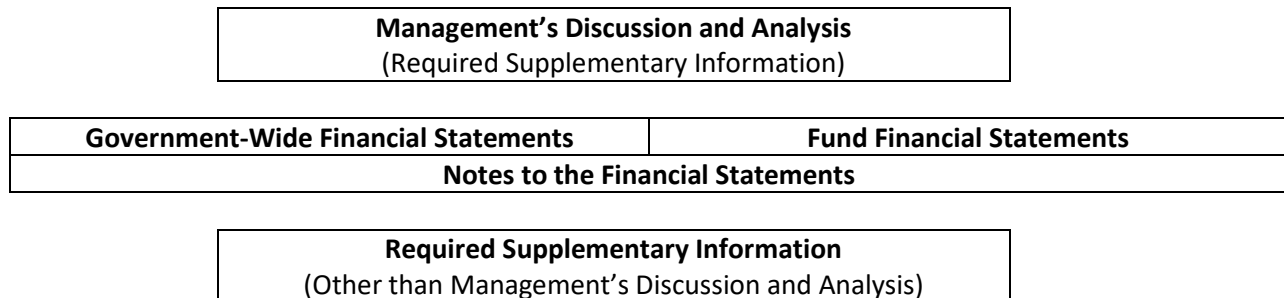 Management’s Discussion and Analysis
(Required Supplementary Information)
Government-Wide Financial Statements
Fund Financial Statements
Notes to the Financial Statements
Required Supplementary Information
(Other than Management’s Discussion and Analysis)